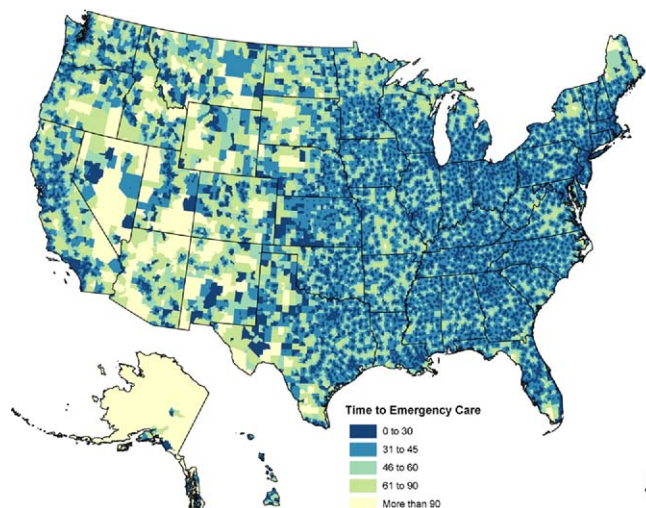 Time to Emergency Care
0 to 30
31 to 45
46 to 60
61 to 90
More than 90